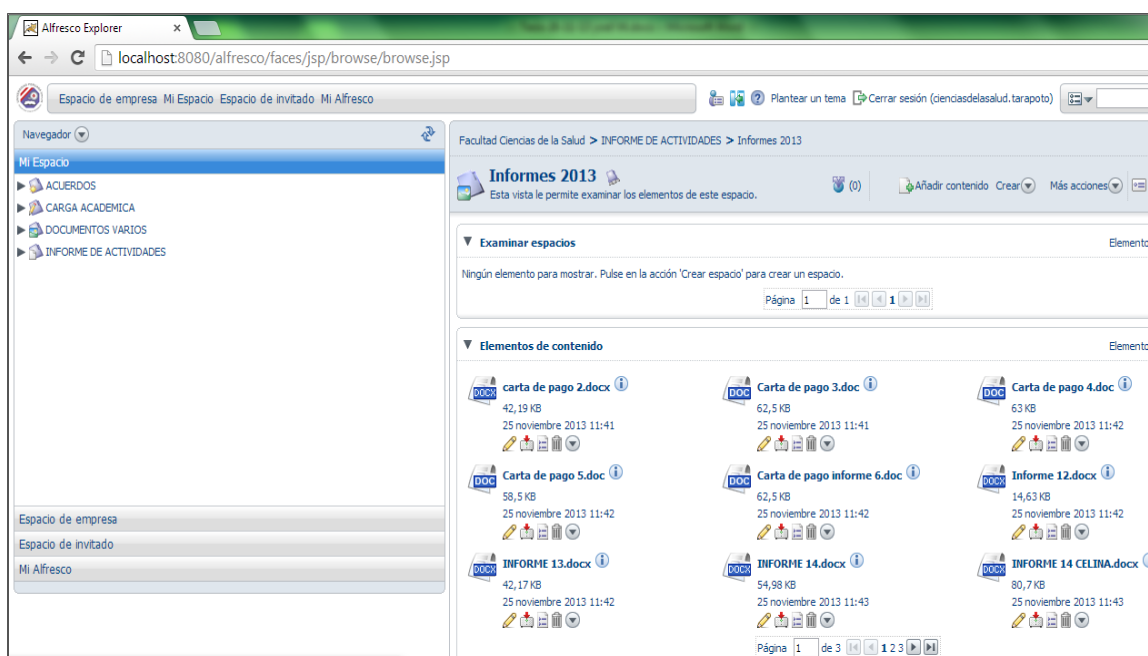 Alfresco Explorer
localhost:8080/alfresco/faces/jsp/browse/browse.jsp
Espacio de empresa Mi Espacio Espacio de invitado Mi Alfresco
Plantear un tema Cerrar sesión (cienciasdelasalud.tarapoto)
Navegador
Mi Espacio
ACUERDOS
CARGA ACADEMICA
DOCUMENTOS VARIOS
INFORME DE ACTIVIDADES
Espacio de empresa
Espacio de invitado
Mi Alfresco
Facultad Ciencias de la Salud > INFORME DE ACTIVIDADES > Informes 2013
Informes 2013
Esta vista le permite examinar los elementos de este espacio.
(0) Añadir contenido Crear Más acciones
Examinar espacios Elemento
Ningún elemento para mostrar. Pulse en la acción 'Crear espacio' para crear un espacio.
Página 1 de 1 1
Elementos de contenido Elemento
carta de pago 2.docx
42,19 KB
25 noviembre 2013 11:41
Carta de pago 3.doc
62,5 KB
25 noviembre 2013 11:41
Carta de pago 4.doc
63 KB
25 noviembre 2013 11:42
Carta de pago 5.doc
58,5 KB
25 noviembre 2013 11:42
Carta de pago informe 6.doc
62,5 KB
25 noviembre 2013 11:42
Informe 12.docx
14,63 KB
25 noviembre 2013 11:42
INFORME 13.docx
42,17 KB
25 noviembre 2013 11:42
INFORME 14.docx
54,98 KB
25 noviembre 2013 11:43
INFORME 14 CELINA.docx
80,7 KB
25 noviembre 2013 11:43
Página 1 de 3 1 2 3